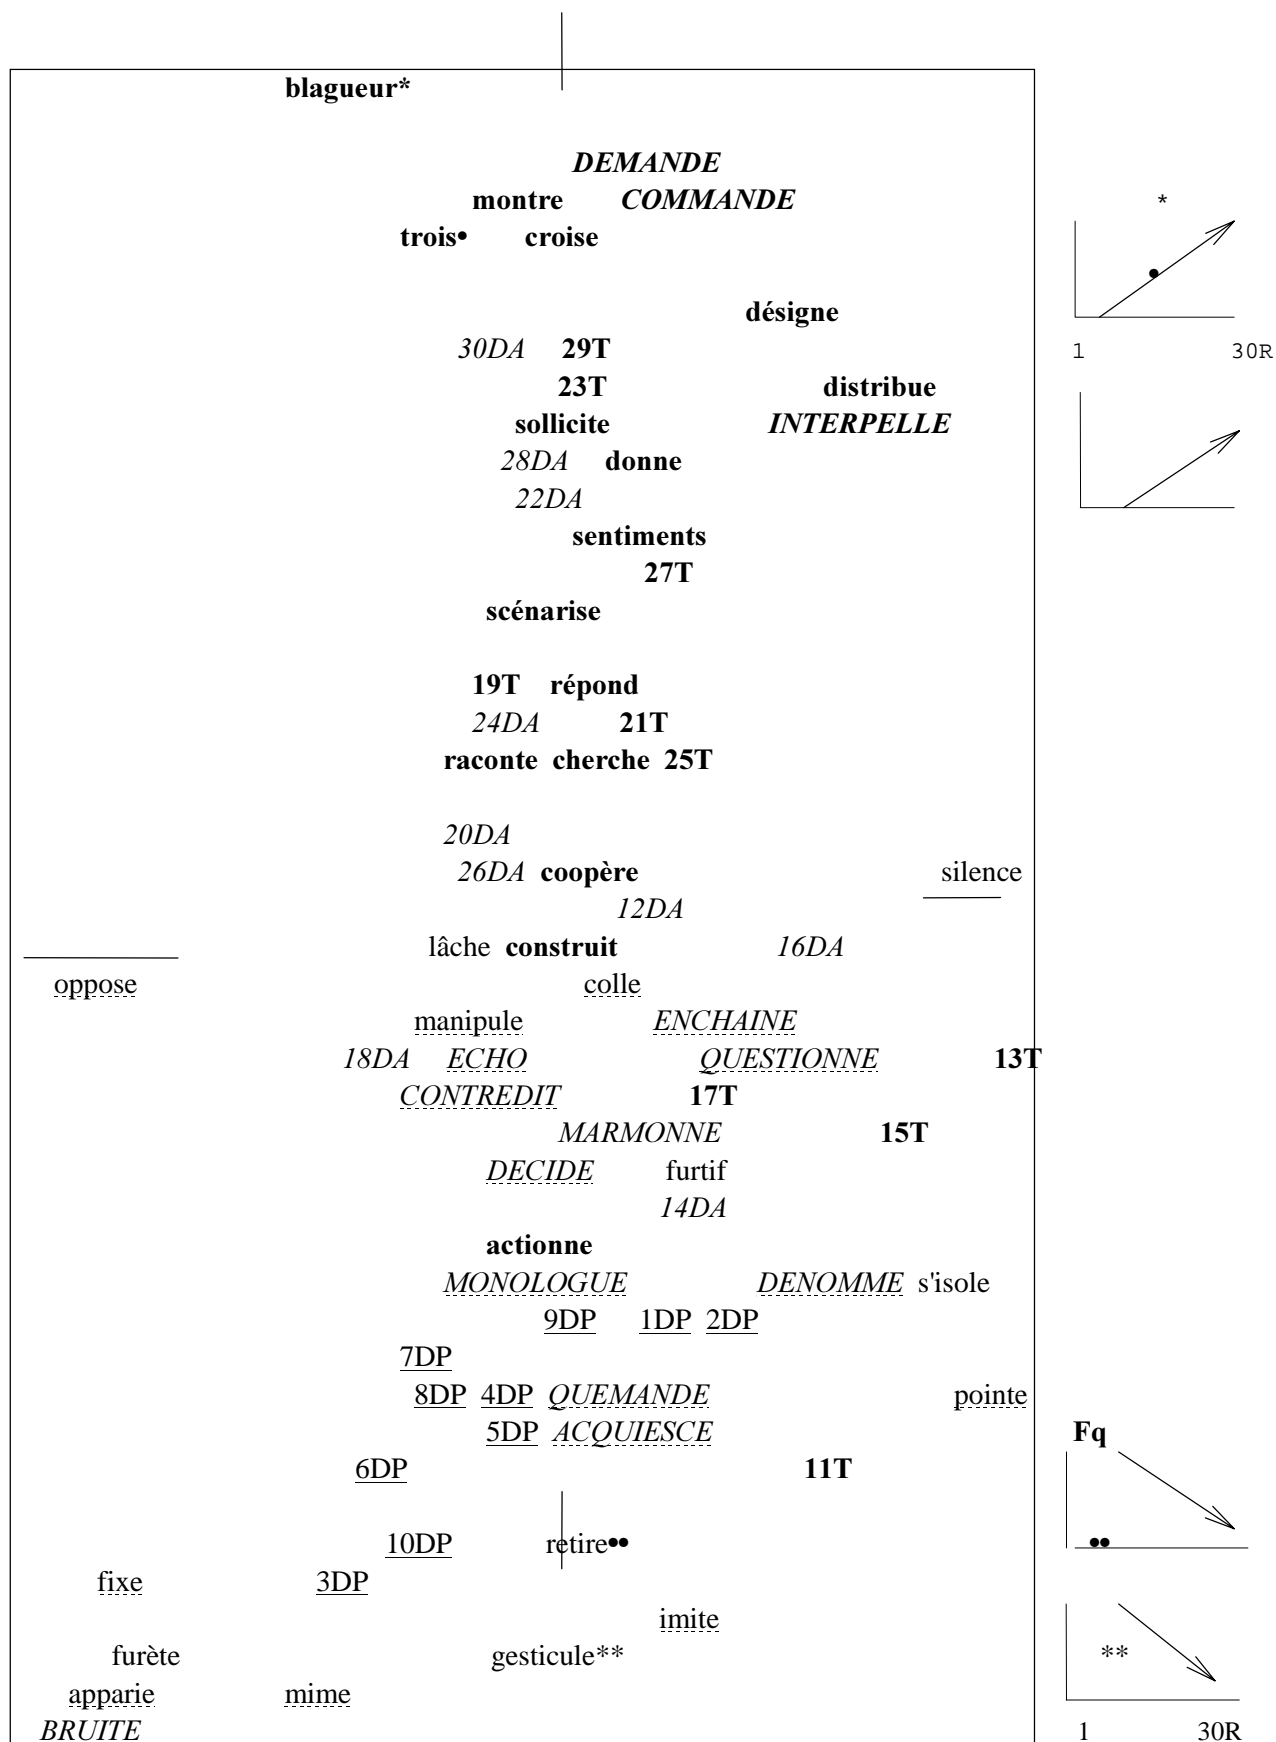 blagueur*
DEMANDE
montre COMMANDE
*
trois• croise
désigne
30DA 29T
1 30R
23T distribue
sollicite INTERPELLE
28DA donne
22DA
sentiments
27T
scénarise
19T répond
24DA 21T
raconte cherche 25T
20DA
26DA coopère silence
12DA
lâche construit 16DA
oppose colle
manipule ENCHAINE
18DA ECHO QUESTIONNE 13T
CONTREDIT 17T
MARMONNE 15T
DECIDE furtif
14DA
actionne
MONOLOGUE DENOMME s'isole
9DP 1DP 2DP
7DP
8DP 4DP QUEMANDE pointe
5DP ACQUIESCE Fq
6DP 11T
10DP retire••
fixe 3DP
imite
furète gesticule** **
apparie mime
BRUITE 1 30R